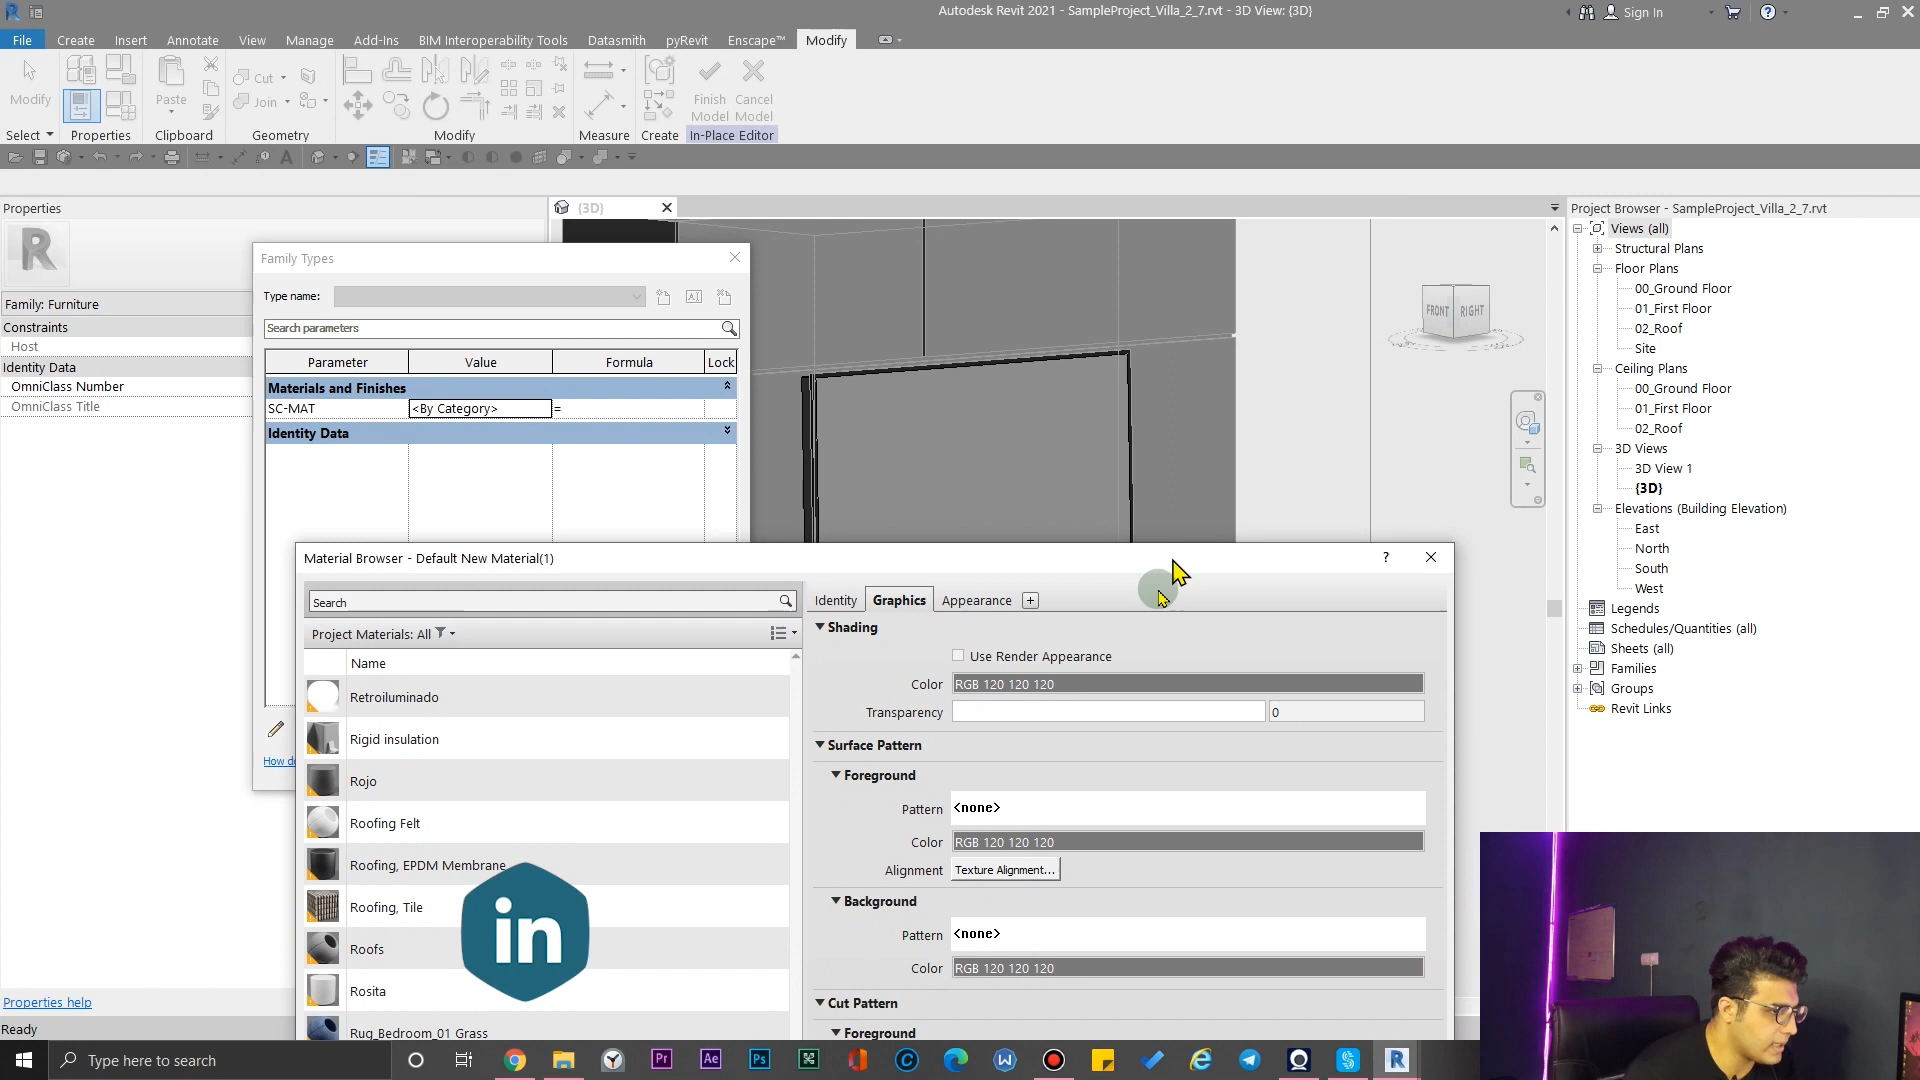 Autodesk Revit 2021 - SampleProject_Villa_2_7.rvt - 3D View: {3D}
Sign In
File Create Insert Annotate View Manage Add-Ins BIM Interoperability Tools Datasmith pyRevit Enscape™ Modify
Cut
Join
Modify
Paste
Finish Model
Cancel Model
Select Properties Clipboard Geometry Modify Measure Create In-Place Editor
Properties
{3D}
Project Browser - SampleProject_Villa_2_7.rvt
Family: Furniture
Constraints
Host
Identity Data
OmniClass Number
OmniClass Title
Properties help
Ready
Family Types
Type name:
Search parameters
Parameter Value Formula Lock
Materials and Finishes
SC-MAT <By Category> =
Identity Data
How do
FRONT RIGHT
Material Browser - Default New Material(1)
?
Search
Project Materials: All
Name
Retroiluminado
Rigid insulation
Rojo
Roofing Felt
Roofing, EPDM Membrane
Roofing, Tile
Roofs
Rosita
Rug_Bedroom_01 Grass
in
Identity Graphics Appearance +
Shading
Use Render Appearance
Color RGB 120 120 120
Transparency 0
Surface Pattern
Foreground
Pattern <none>
Color RGB 120 120 120
Alignment Texture Alignment...
Background
Pattern <none>
Color RGB 120 120 120
Cut Pattern
Foreground
Views (all)
Structural Plans
Floor Plans
00_Ground Floor
01_First Floor
02_Roof
Site
Ceiling Plans
00_Ground Floor
01_First Floor
02_Roof
3D Views
3D View 1
{3D}
Elevations (Building Elevation)
East
North
South
West
Legends
Schedules/Quantities (all)
Sheets (all)
Families
Groups
Revit Links
Type here to search
Pr Ae Ps